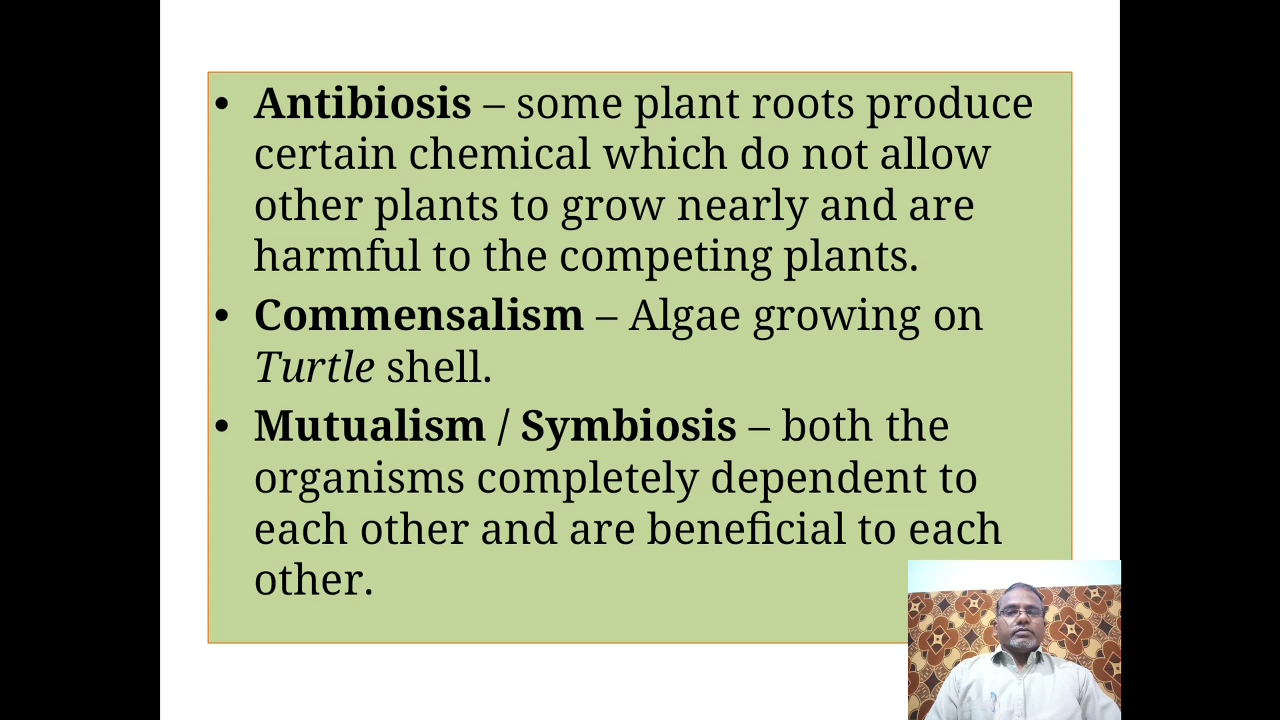 • Antibiosis – some plant roots produce
certain chemical which do not allow
other plants to grow nearly and are
harmful to the competing plants.
• Commensalism – Algae growing on
Turtle shell.
• Mutualism / Symbiosis – both the
organisms completely dependent to
each other and are beneficial to each
other.